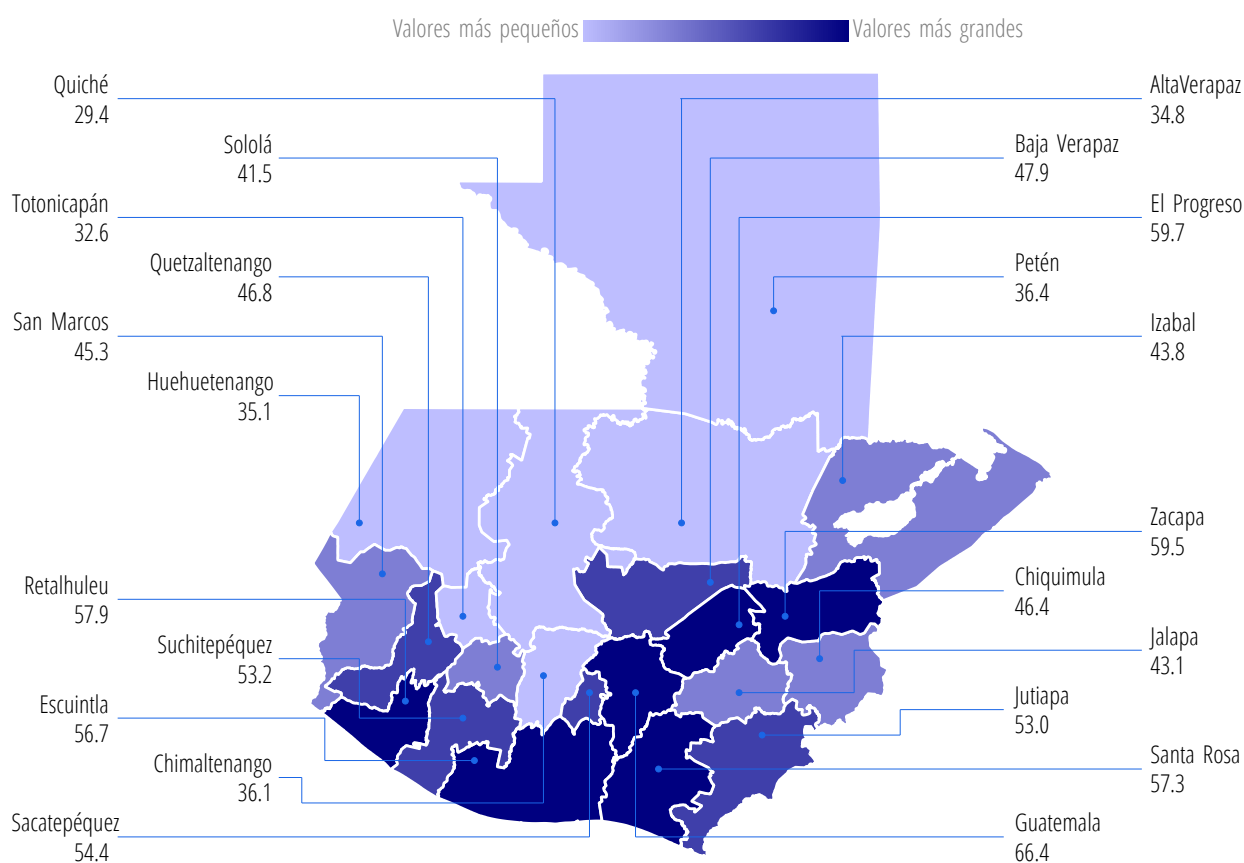 Valores más pequeños
Valores más grandes
Quiché
29.4
Sololá
41.5
Totonicapán
32.6
Quetzaltenango
46.8
San Marcos
45.3
Huehuetenango
35.1
Retalhuleu
57.9
Suchitepéquez
53.2
Escuintla
56.7
Chimaltenango
36.1
Sacatepéquez
54.4
AltaVerapaz
34.8
Baja Verapaz
47.9
El Progreso
59.7
Petén
36.4
Izabal
43.8
Zacapa
59.5
Chiquimula
46.4
Jalapa
43.1
Jutiapa
53.0
Santa Rosa
57.3
Guatemala
66.4